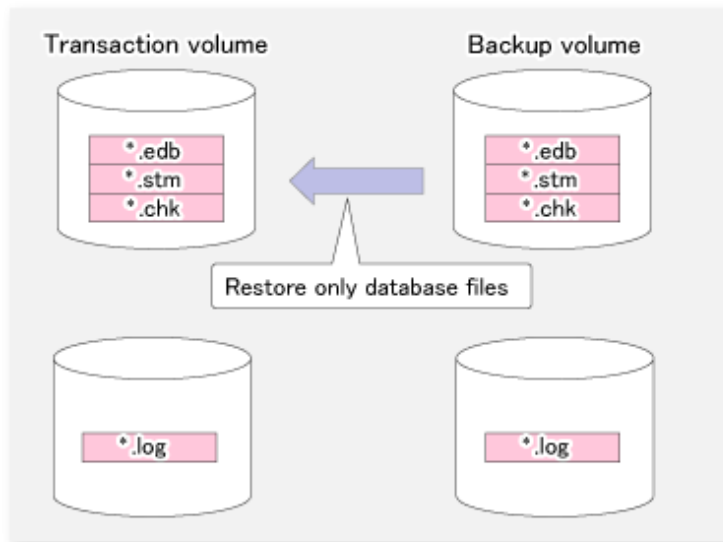 Transaction volume
Backup volume
*.edb
*.stm
*.chk
*.edb
*.stm
*.chk
Restore only database files
*.log
*.log